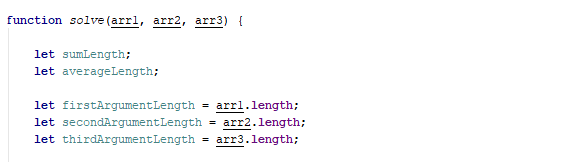 function solve(arr1, arr2, arr3) {
let sumLength;
let averageLength;
let firstArgumentLength = arr1.length;
let secondArgumentLength = arr2.length;
let thirdArgumentLength = arr3.length;